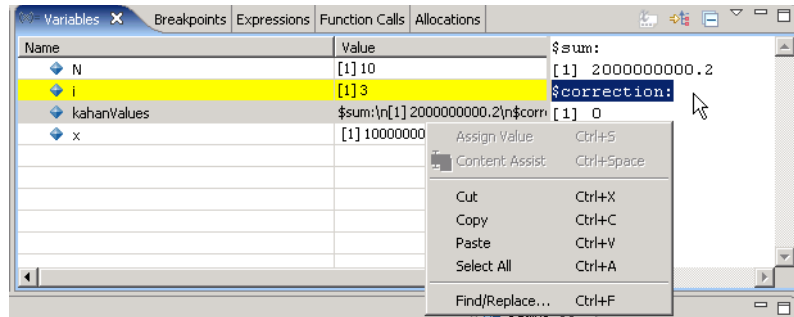 Variables Breakpoints Expressions Function Calls Allocations
Name Value
N [1] 10
i [1] 3
kahanValues $sum:\n[1] 2000000000.2\n$corr
x [1] 10000000
$sum:
[1] 2000000000.2
$correction:
[1] 0
Assign Value Ctrl+S
Content Assist Ctrl+Space
Cut Ctrl+X
Copy Ctrl+C
Paste Ctrl+V
Select All Ctrl+A
Find/Replace... Ctrl+F